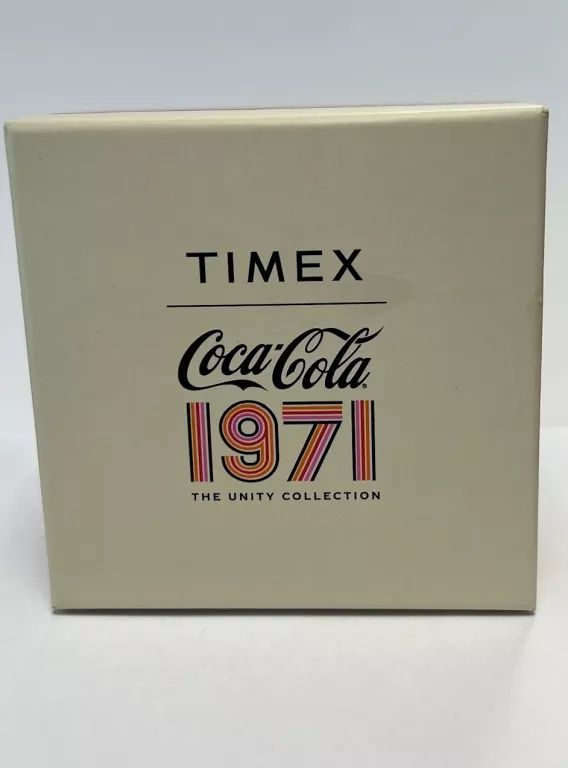 TIMEX
Coca-Cola®
1971
THE UNITY COLLECTION